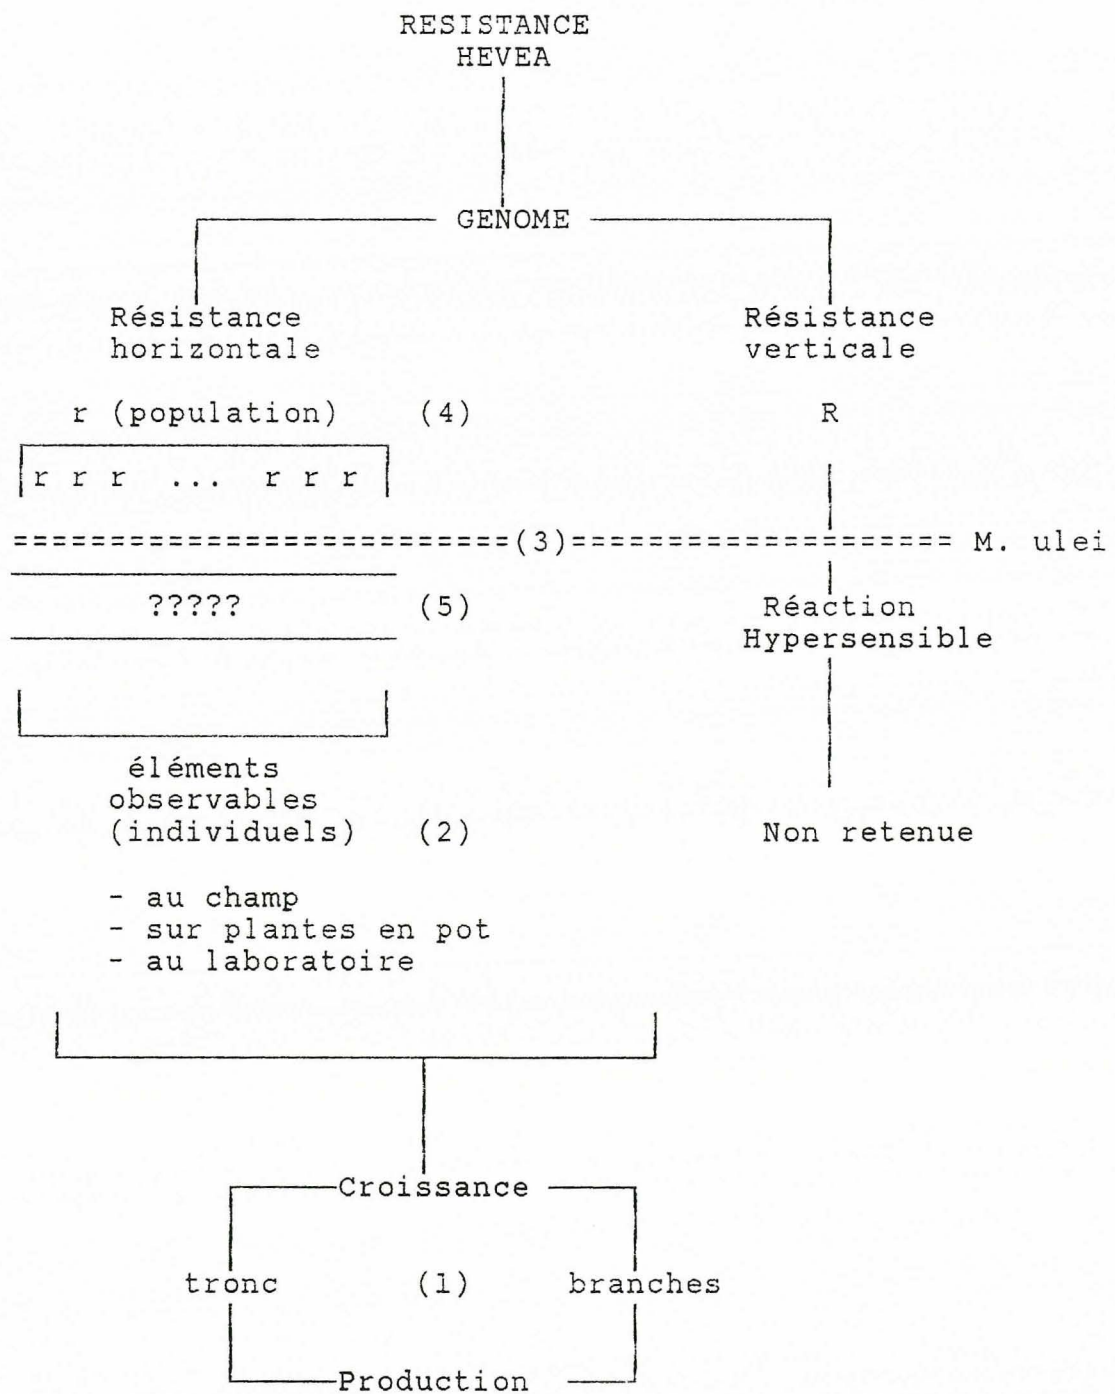 RESISTANCE
HEVEA
GENOME
Résistance
horizontale
Résistance
verticale
r (population) (4) R
r r r ... r r r
==========================(3)==================== M. ulei
????? (5)
Réaction
Hypersensible
éléments
observables
(individuels) (2) Non retenue
- au champ
- sur plantes en pot
- au laboratoire
Croissance
tronc (1) branches
Production